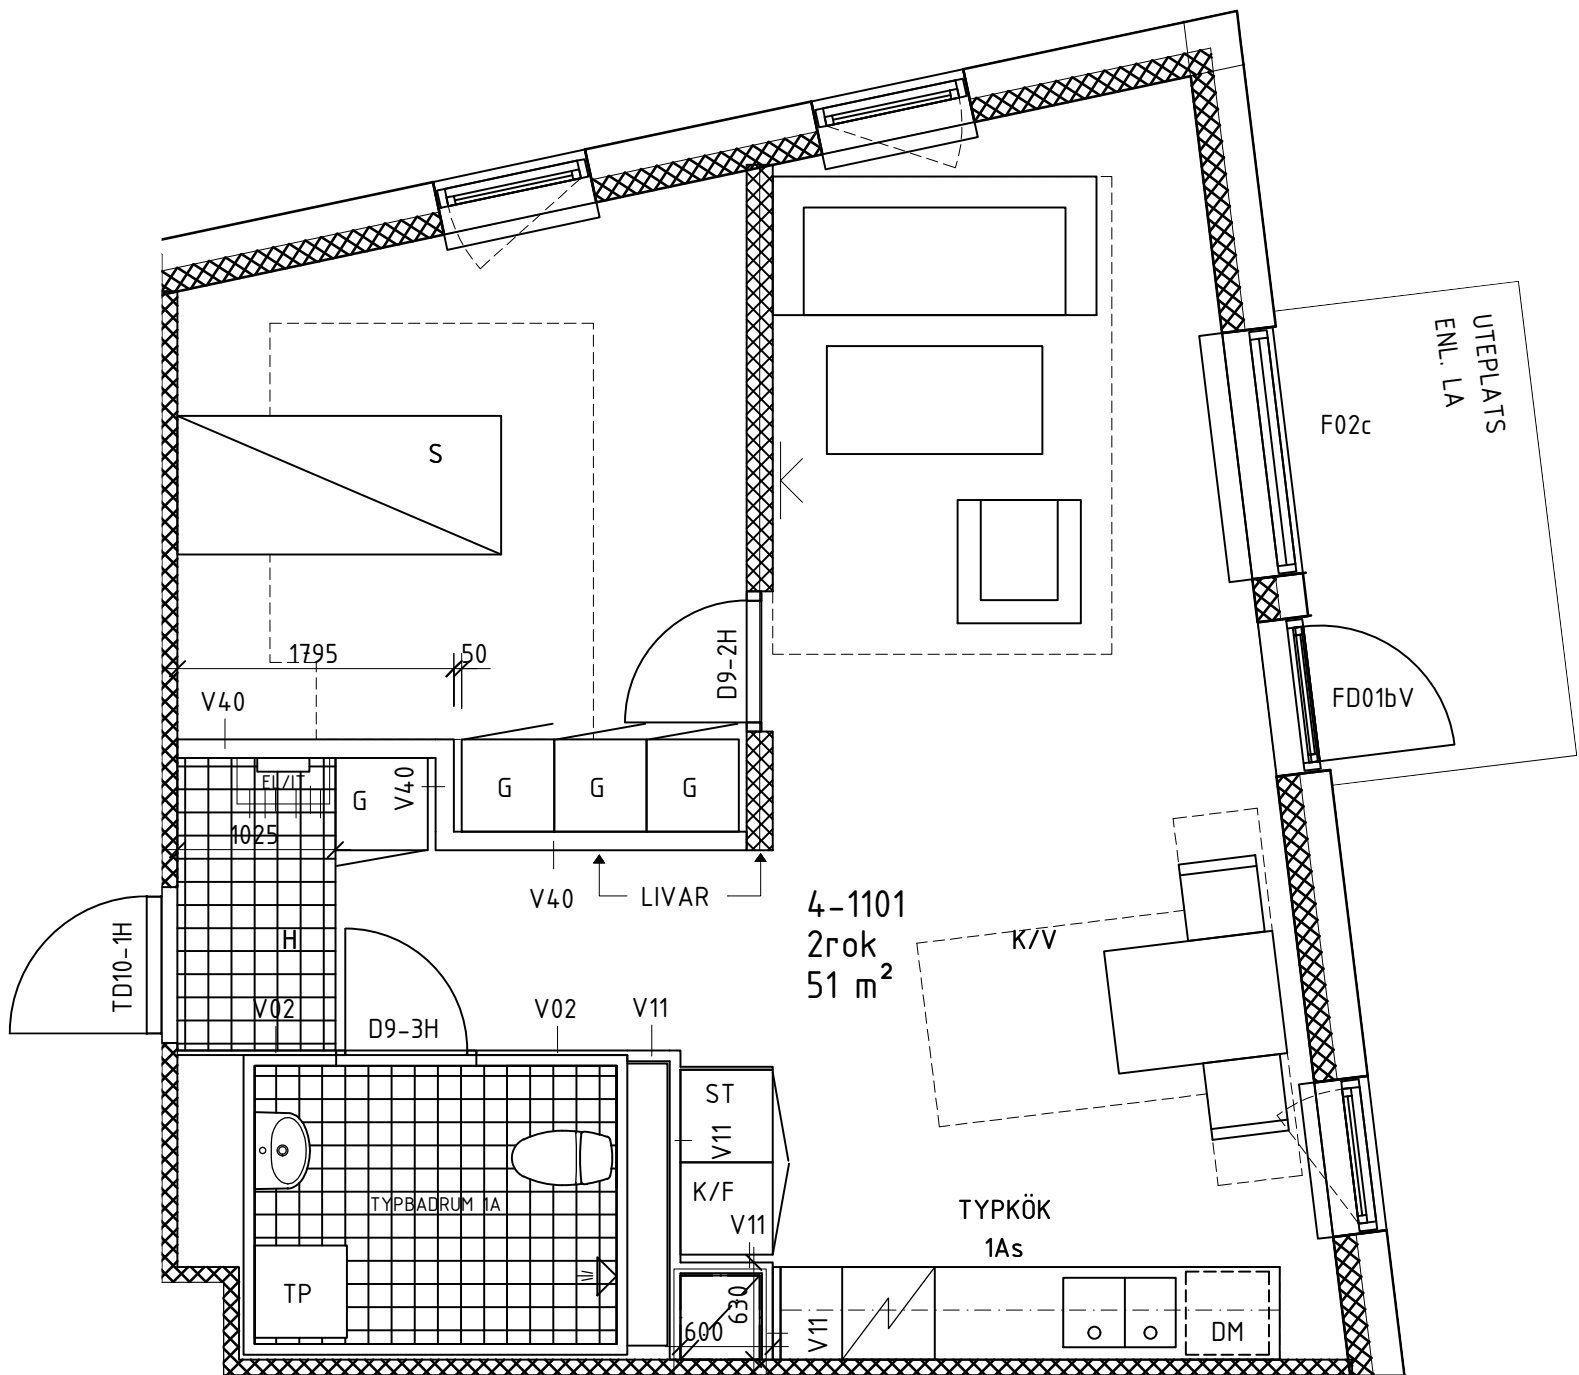 UTEPLATS
ENL. LA
F02c
S
1795
50
D9-2H
FD01bV
V40
EL/IT
G
V40
G
G
G
1025
V40
LIVAR
4-1101
2rok
51 m²
K/V
H
TD10-1H
V02
D9-3H
V02
V11
ST
V11
K/F
V11
TYPBADRUM 1A
TYPKÖK
1As
TP
630
600
V11
DM